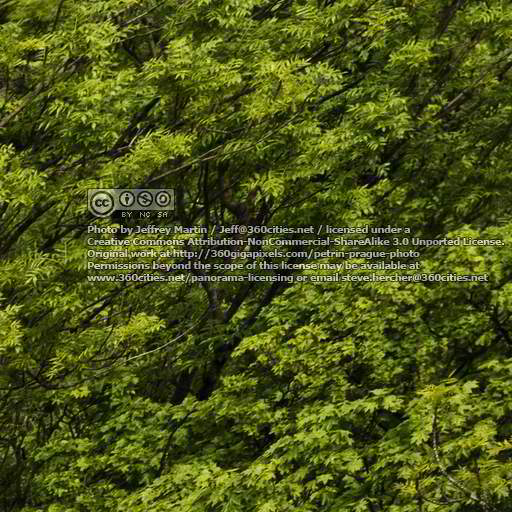 BY NC SA
Photo by Jeffrey Martin / Jeff@360cities.net / licensed under a
Creative Commons Attribution-NonCommercial-ShareAlike 3.0 Unported License.
Original work at http://360gigapixels.com/petrin-prague-photo
Permissions beyond the scope of this license may be available at
www.360cities.net/panorama-licensing or email steve.hercher@360cities.net